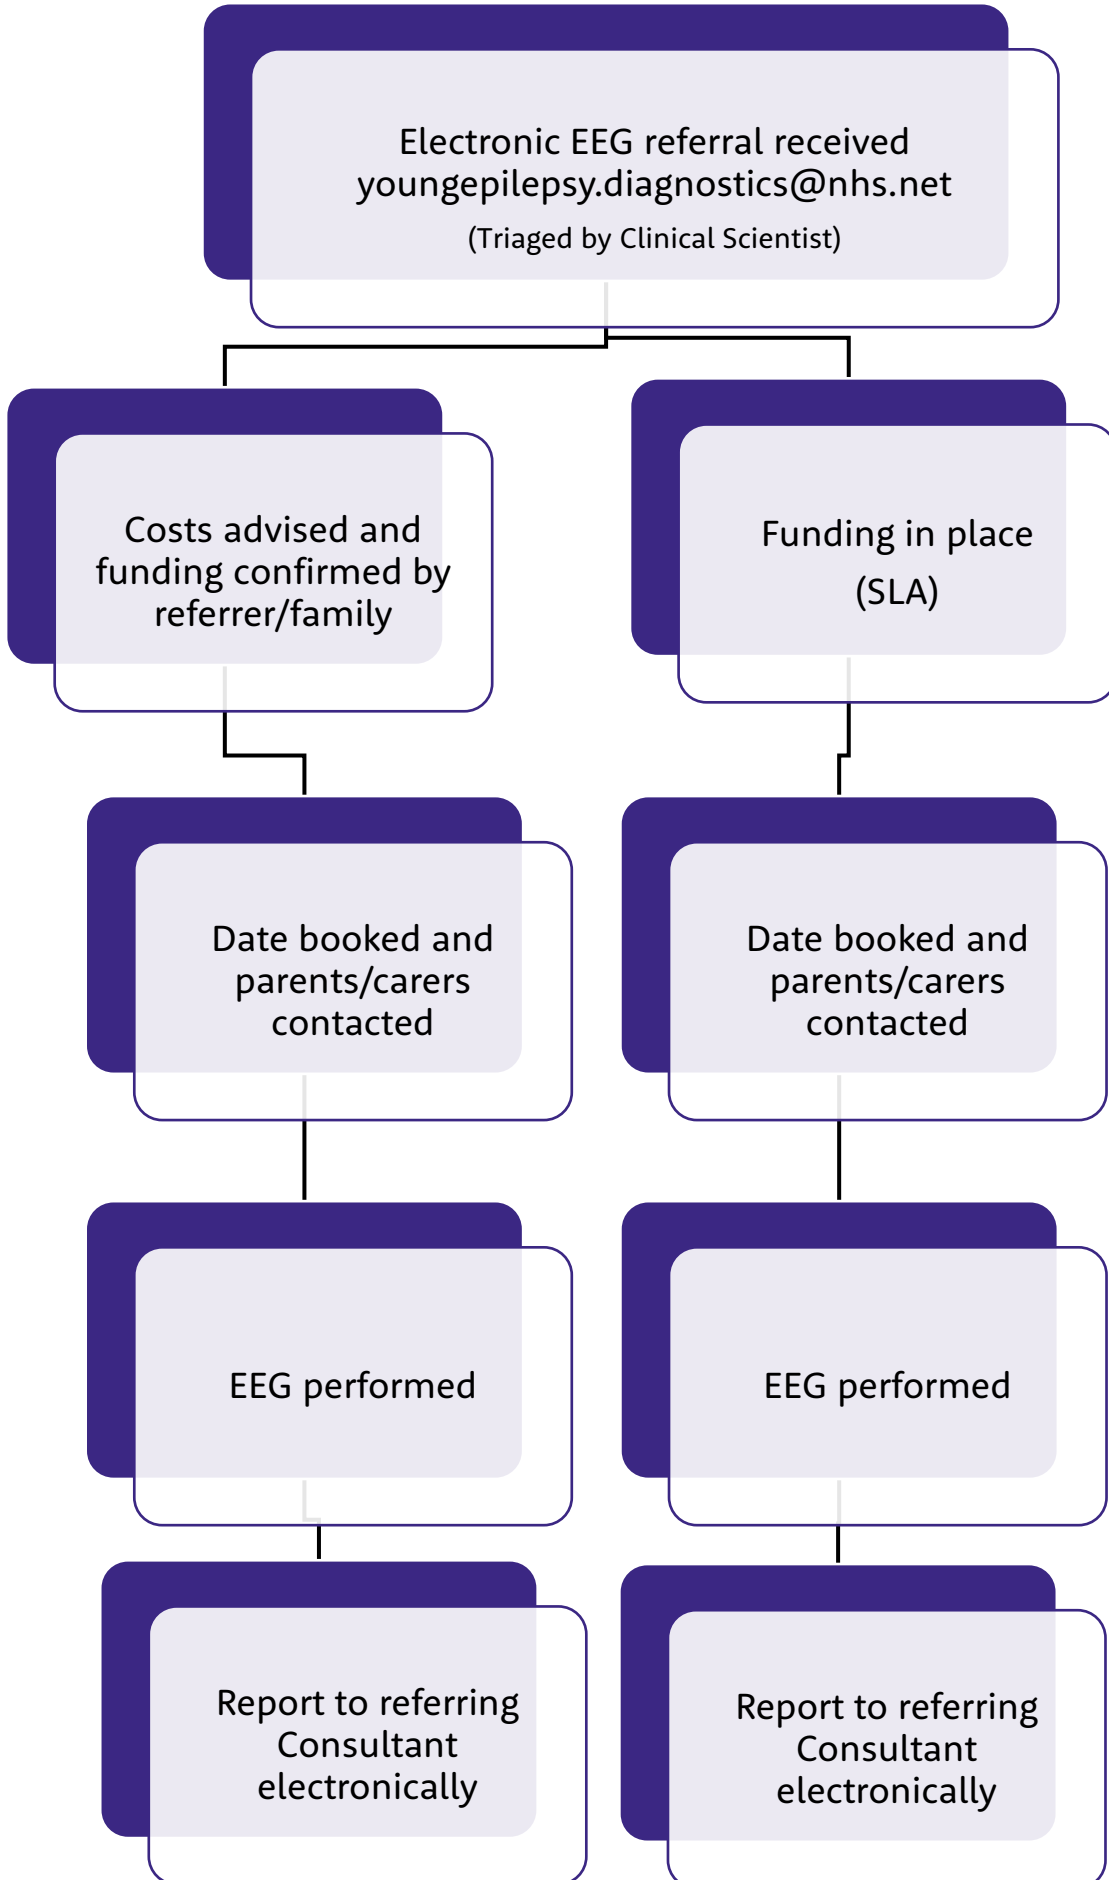 Electronic EEG referral received
youngepilepsy.diagnostics@nhs.net
(Triaged by Clinical Scientist)
Costs advised and
funding confirmed by
referrer/family
Funding in place
(SLA)
Date booked and
parents/carers
contacted
Date booked and
parents/carers
contacted
EEG performed
EEG performed
Report to referring
Consultant
electronically
Report to referring
Consultant
electronically